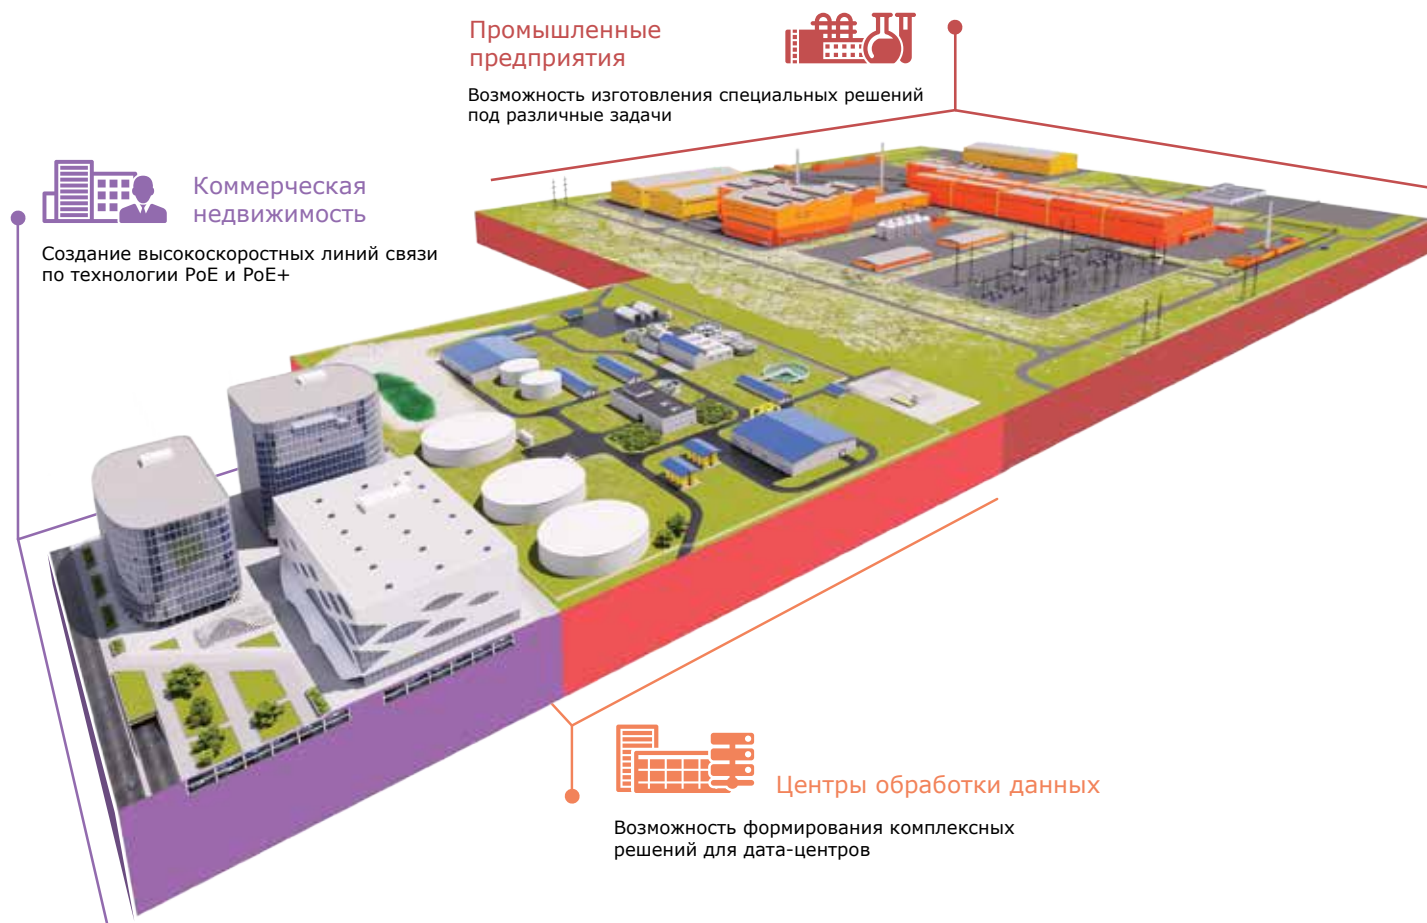 Промышленные
предприятия
Возможность изготовления специальных решений
под различные задачи
Коммерческая
недвижимость
Создание высокоскоростных линий связи
по технологии PoE и PoE+
Центры обработки данных
Возможность формирования комплексных
решений для дата-центров